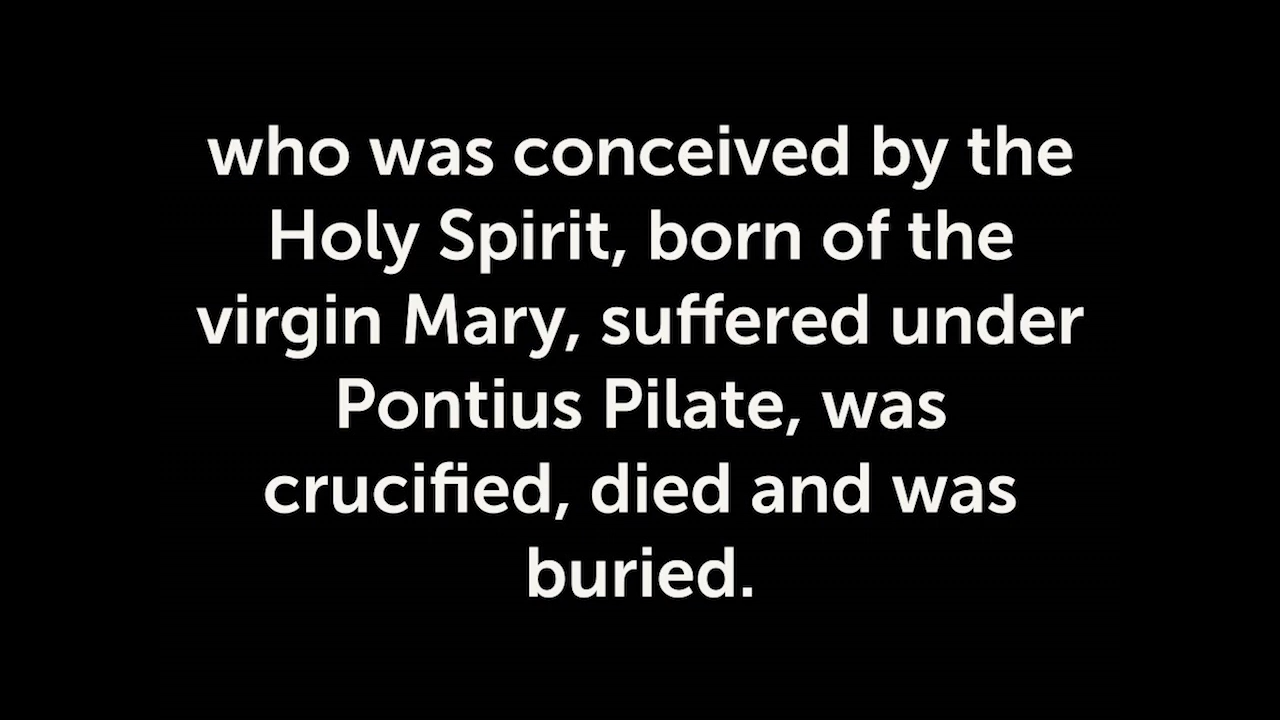 who was conceived by the
Holy Spirit, born of the
virgin Mary, suffered under
Pontius Pilate, was
crucified, died and was
buried.